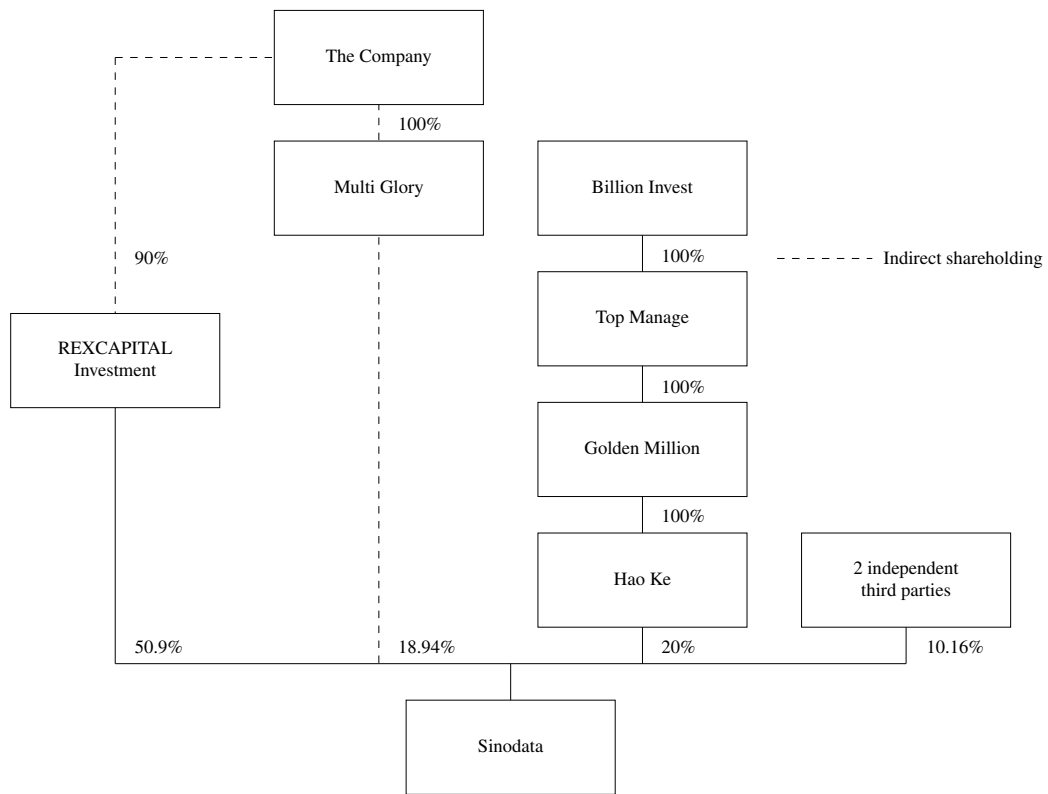 The Company
100%
Multi Glory
Billion Invest
90%
100%
Indirect shareholding
Top Manage
REXCAPITAL
Investment
100%
Golden Million
100%
Hao Ke
2 independent
third parties
50.9%
18.94%
20%
10.16%
Sinodata